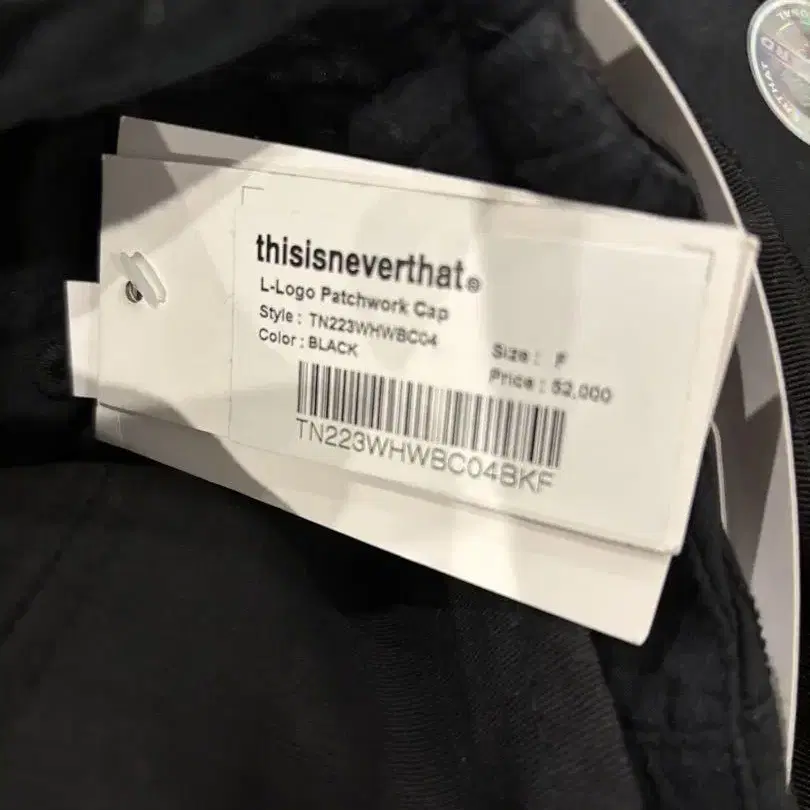 thisisneverthat®
L-Logo Patchwork Cap
Style : TN223WHWBC04
Color : BLACK
Size : F
Price : 52,000
TN223WHWBC04BKF